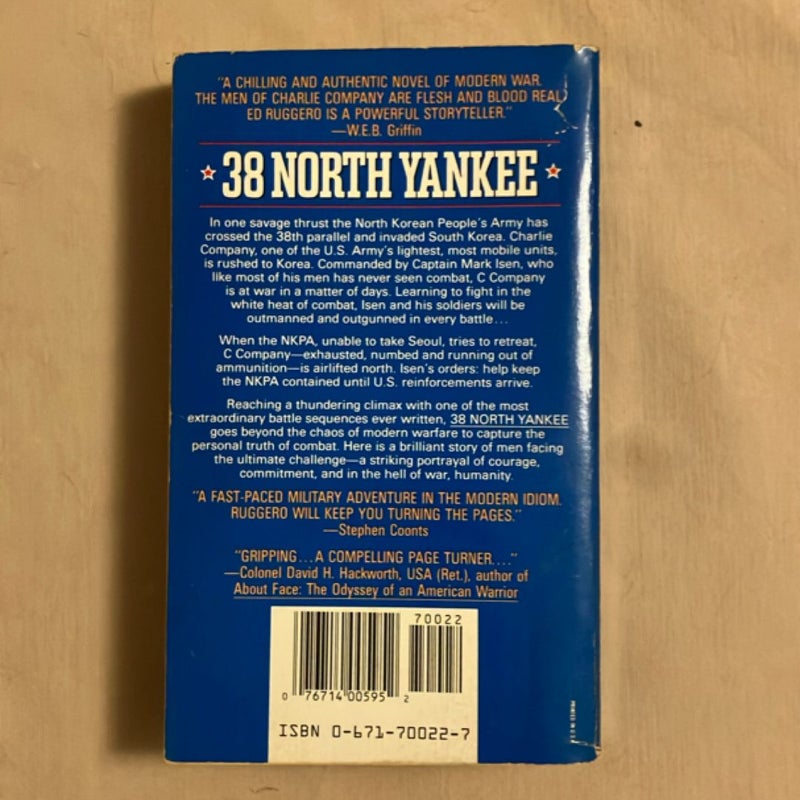 "A CHILLING AND AUTHENTIC NOVEL OF MODERN WAR.
THE MEN OF CHARLIE COMPANY ARE FLESH AND BLOOD REAL.
ED RUGGERO IS A POWERFUL STORYTELLER."
—W.E.B. Griffin
38 NORTH YANKEE
In one savage thrust the North Korean People's Army has
crossed the 38th parallel and invaded South Korea. Charlie
Company, one of the U.S. Army's lightest, most mobile units,
is rushed to Korea. Commanded by Captain Mark Isen, who
like most of his men has never seen combat, C Company
is at war in a matter of days. Learning to fight in the
white heat of combat, Isen and his soldiers will be
outmanned and outgunned in every battle...
When the NKPA, unable to take Seoul, tries to retreat,
C Company—exhausted, numbed and running out of
ammunition—is airlifted north. Isen's orders: help keep
the NKPA contained until U.S. reinforcements arrive.
Reaching a thundering climax with one of the most
extraordinary battle sequences ever written, 38 NORTH YANKEE
goes beyond the chaos of modern warfare to capture the
personal truth of combat. Here is a brilliant story of men facing
the ultimate challenge—a striking portrayal of courage,
commitment, and in the hell of war, humanity.
"A FAST-PACED MILITARY ADVENTURE IN THE MODERN IDIOM.
RUGGERO WILL KEEP YOU TURNING THE PAGES."
—Stephen Coonts
"GRIPPING...A COMPELLING PAGE TURNER...."
—Colonel David H. Hackworth, USA (Ret.), author of
About Face: The Odyssey of an American Warrior
70022
0 76714 00595 2
ISBN 0-671-70022-7
PRINTED IN U.S.A.